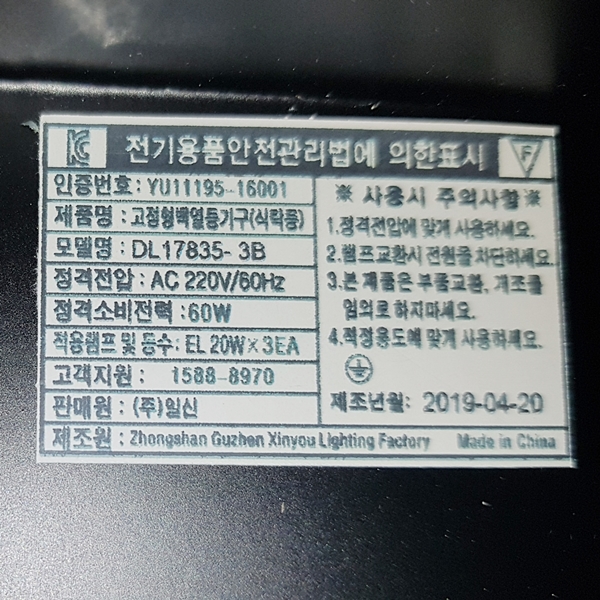 KC 전기용품안전관리법에 의한표시 F
인증번호 : YU11195-16001
제품명 : 고정형백열등기구(식탁등)
모델명 : DL17835-3B
정격전압 : AC 220V/60Hz
정격소비전력 : 60W
적용램프 및 등수 : EL 20W×3EA
고객지원 : 1588-8970
판매원 : (주)일신
제조원 : Zhongshan Guzhen Xinyou Lighting Factory Made in China
※ 사용시 주의사항 ※
1.정격전압에 맞게 사용하세요.
2.램프교환시 전원을 차단하세요.
3.본 제품은 부품교환, 개조를
임의로 하지마세요.
4.적정용도에 맞게 사용하세요.
제조년월: 2019-04-20